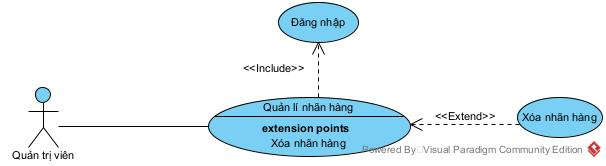 Đăng nhập
<<Include>>
Quản lí nhãn hàng
<<Extend>>
Xóa nhãn hàng
extension points
Xóa nhãn hàng
Quản trị viên
Powered By Visual Paradigm Community Edition